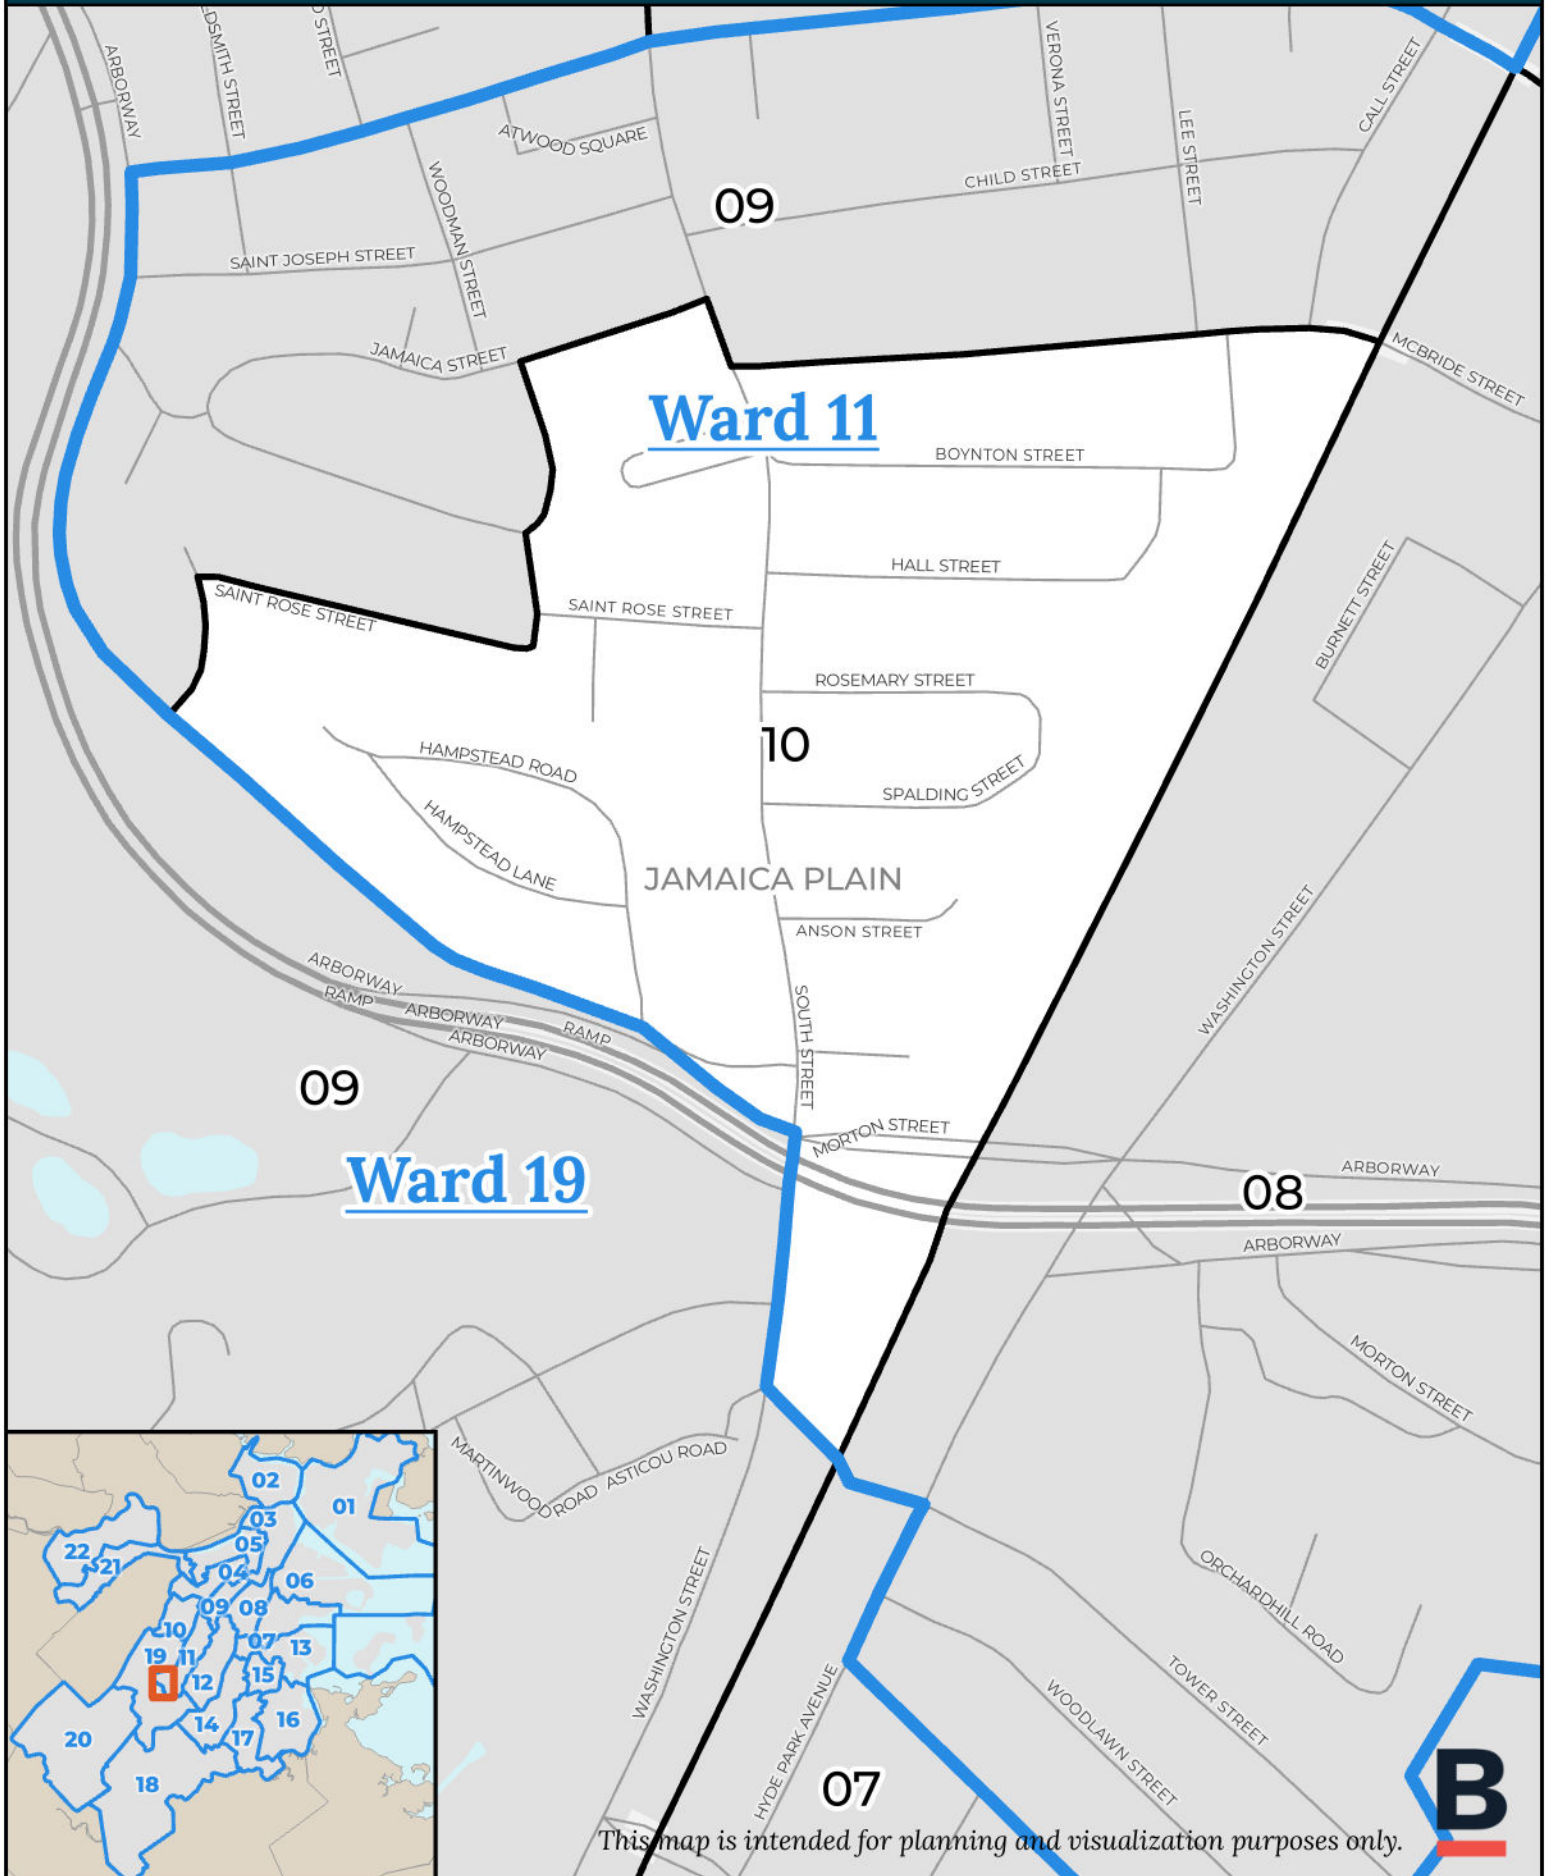 ARBORWAY
LDSMITH STREET
D STREET
VERONA STREET
LEE STREET
CALL STREET
ATWOOD SQUARE
WOODMAN STREET
CHILD STREET
09
SAINT JOSEPH STREET
JAMAICA STREET
MCBRIDE STREET
Ward 11
BOYNTON STREET
HALL STREET
BURNETT STREET
SAINT ROSE STREET
SAINT ROSE STREET
ROSEMARY STREET
10
HAMPSTEAD ROAD
SPALDING STREET
HAMPSTEAD LANE
JAMAICA PLAIN
ANSON STREET
WASHINGTON STREET
ARBORWAY
RAMP
ARBORWAY
RAMP
ARBORWAY
SOUTH STREET
09
MORTON STREET
Ward 19
ARBORWAY
08
ARBORWAY
MORTON STREET
MARTINWOOD ROAD
ASTICOU ROAD
WASHINGTON STREET
ORCHARDHILL ROAD
TOWER STREET
WOODLAWN STREET
HYDE PARK AVENUE
07
02
01
03
05
22
21
04
06
09
08
10
07
13
19
11
12
15
14
16
17
20
18
B
This map is intended for planning and visualization purposes only.